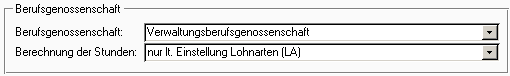 Berufsgenossenschaft
Berufsgenossenschaft: Verwaltungsberufsgenossenschaft
Berechnung der Stunden: nur lt. Einstellung Lohnarten (LA)